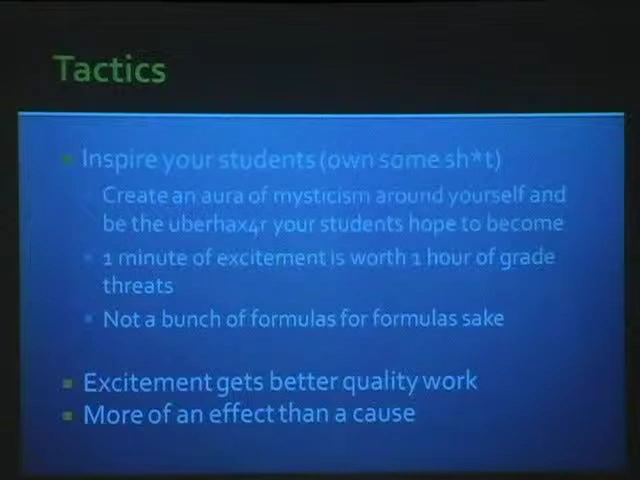 Tactics
Inspire your students (own some sh*t)
Create an aura of mysticism around yourself and
be the uberhax4r your students hope to become
1 minute of excitement is worth 1 hour of grade
threats
Not a bunch of formulas for formulas sake
Excitement gets better quality work
More of an effect than a cause